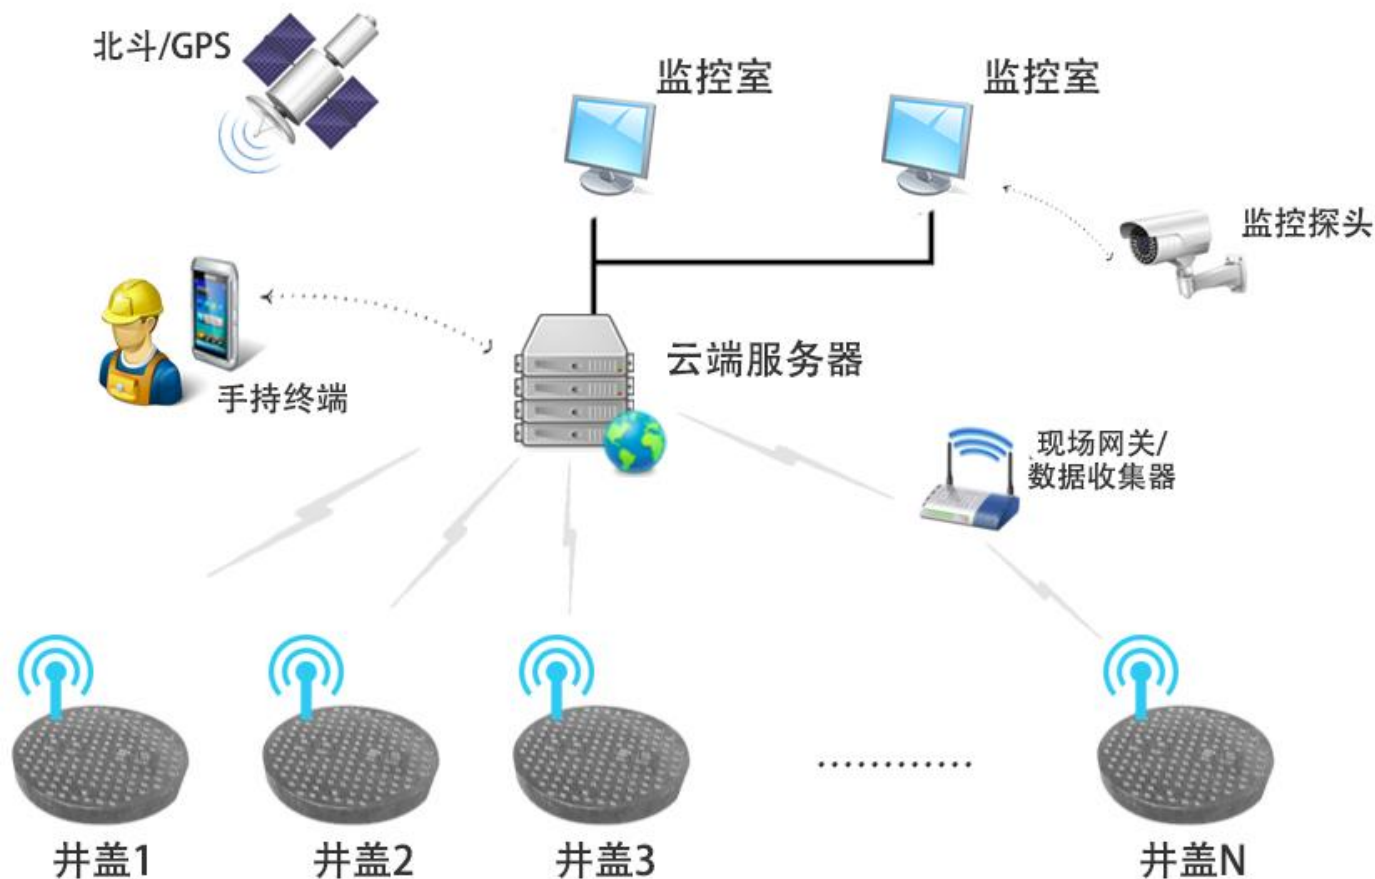 北斗/GPS
监控室
监控室
监控探头
手持终端
云端服务器
现场网关/
数据收集器
井盖1
井盖2
井盖3
............
井盖N